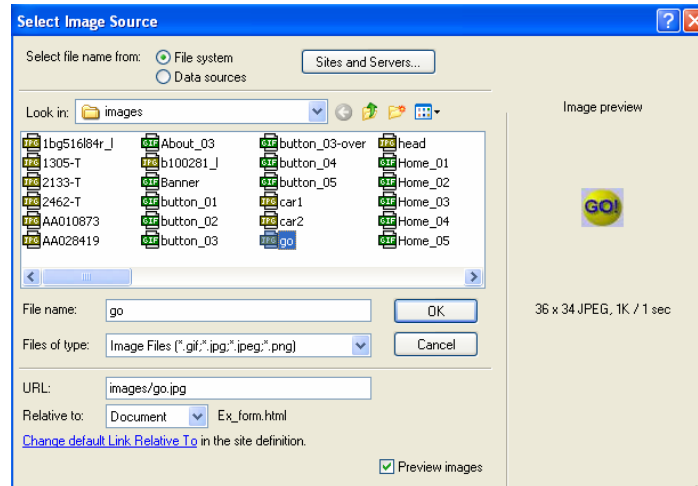 Select Image Source
Select file name from: File system
Data sources
Sites and Servers...
Look in: images
Image preview
1bg516l84r_l About_03 button_03-over head
1305-T b100281_l button_04 Home_01
2133-T Banner button_05 Home_02
2462-T button_01 car1 Home_03
AA010873 button_02 car2 Home_04
AA028419 button_03 go Home_05
GO!
File name: go OK
36 x 34 JPEG, 1K / 1 sec
Files of type: Image Files (*.gif;*.jpg;*.jpeg;*.png) Cancel
URL: images/go.jpg
Relative to: Document Ex_form.html
Change default Link Relative To in the site definition.
Preview images